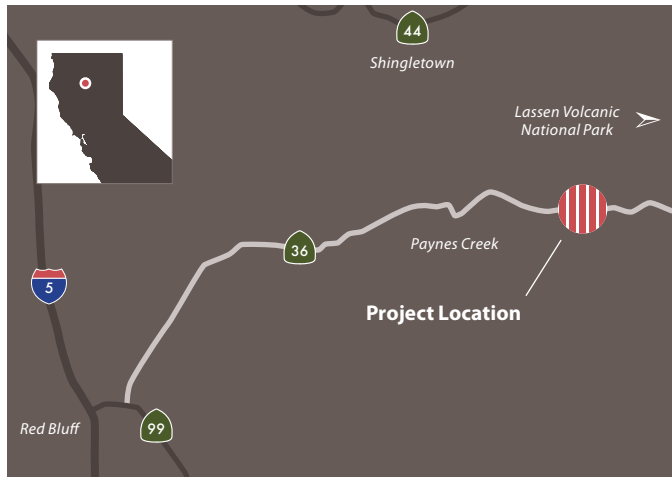 44
Shingletown
Lassen Volcanic
National Park
36
Paynes Creek
5
Project Location
Red Bluff
99